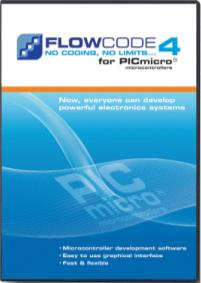 FLOWCODE 4
NO CODING, NO LIMITS...
for PICmicro®
microcontrollers
Now, everyone can develop
powerful electronics systems
PIC
micro
microcontrollers
• Microcontroller development software
• Easy to use graphical interface
• Fast & flexible